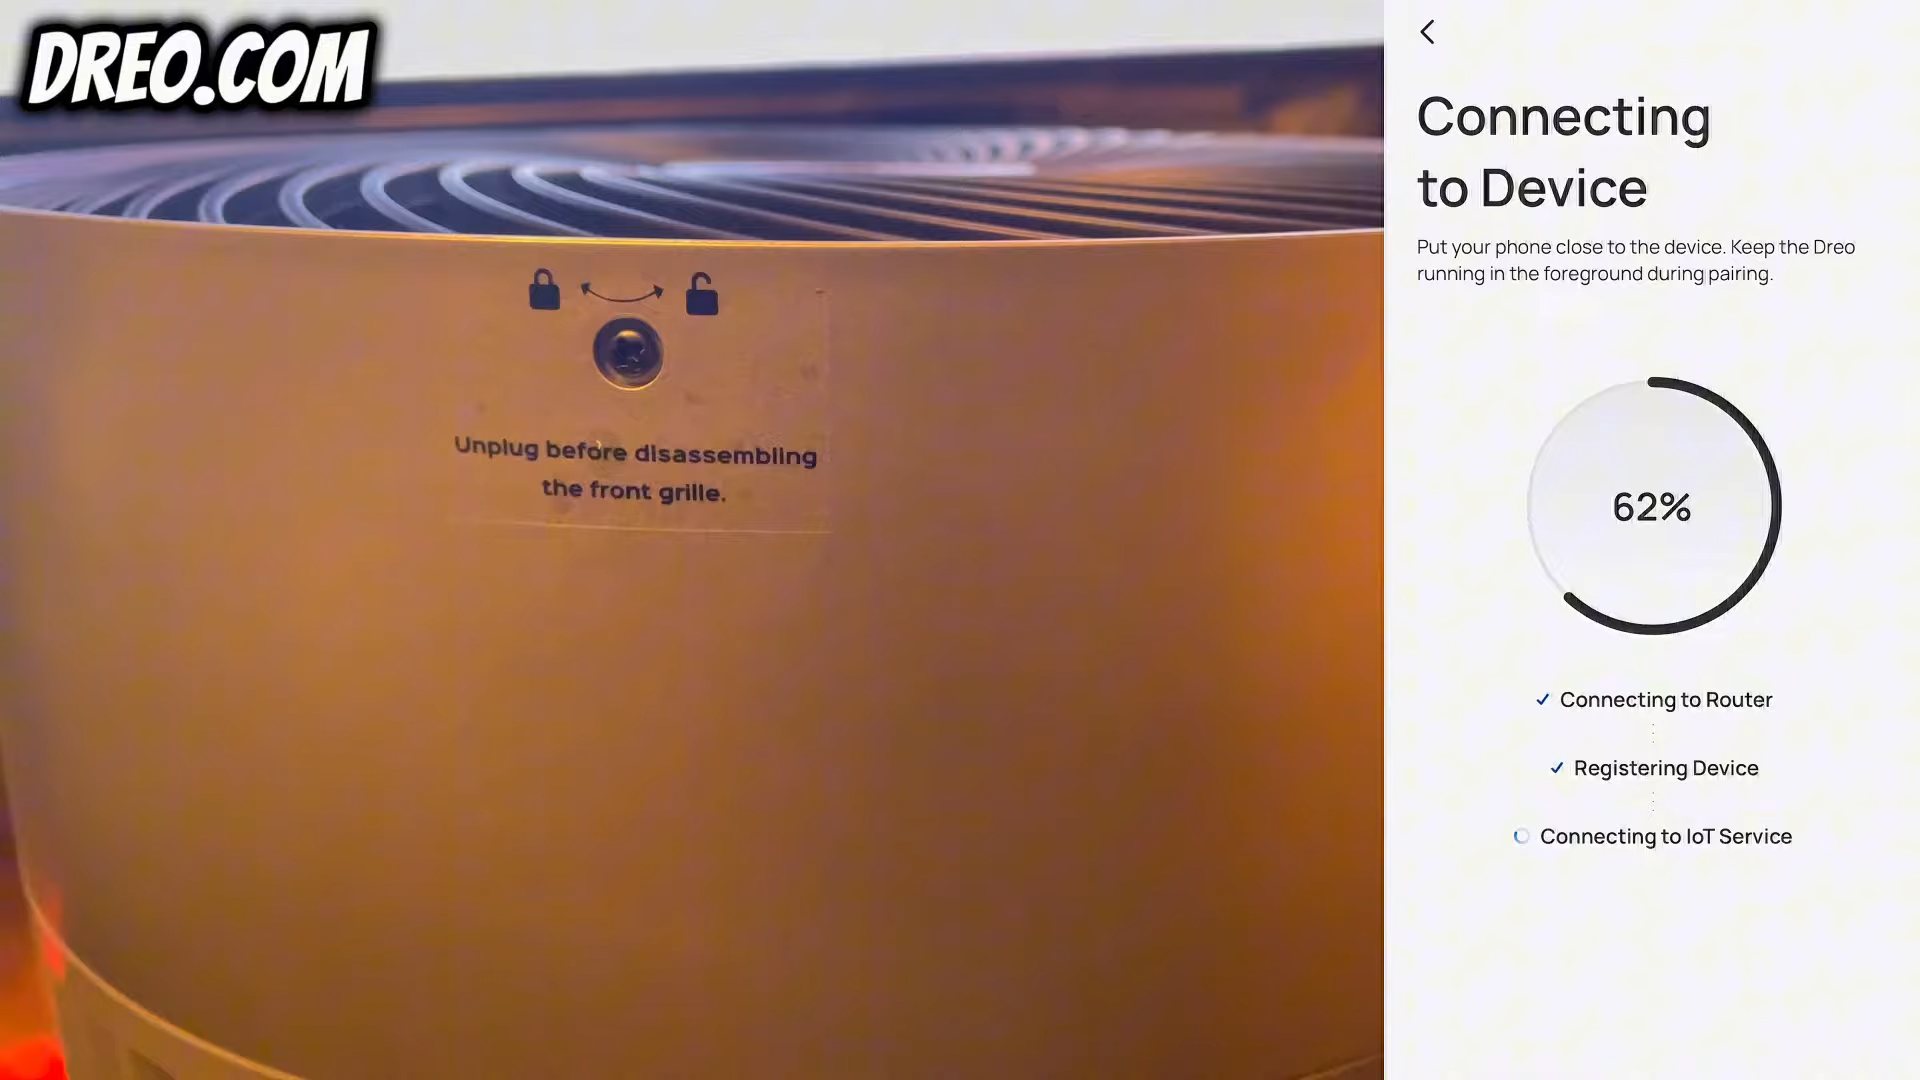 DREO.COM
Unplug before disassembling
the front grille.
Connecting
to Device
Put your phone close to the device. Keep the Dreo
running in the foreground during pairing.
62%
Connecting to Router
Registering Device
Connecting to IoT Service